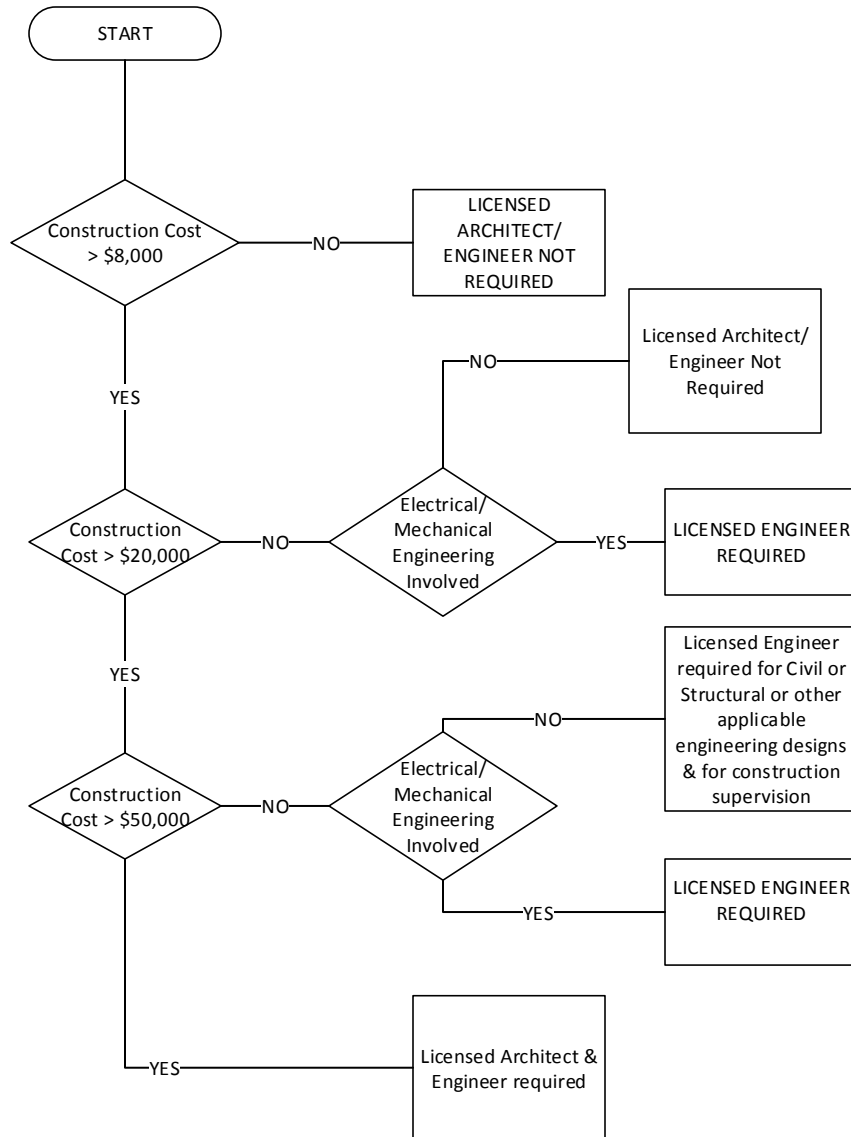 START
Construction Cost
> $8,000
NO
LICENSED
ARCHITECT/
ENGINEER NOT
REQUIRED
YES
Licensed Architect/
Engineer Not
Required
NO
Construction
Cost > $20,000
NO
Electrical/
Mechanical
Engineering
Involved
YES
LICENSED ENGINEER
REQUIRED
YES
Licensed Engineer
required for Civil or
Structural or other
applicable
engineering designs
& for construction
supervision
NO
Construction
Cost > $50,000
NO
Electrical/
Mechanical
Engineering
Involved
YES
LICENSED ENGINEER
REQUIRED
YES
Licensed Architect &
Engineer required